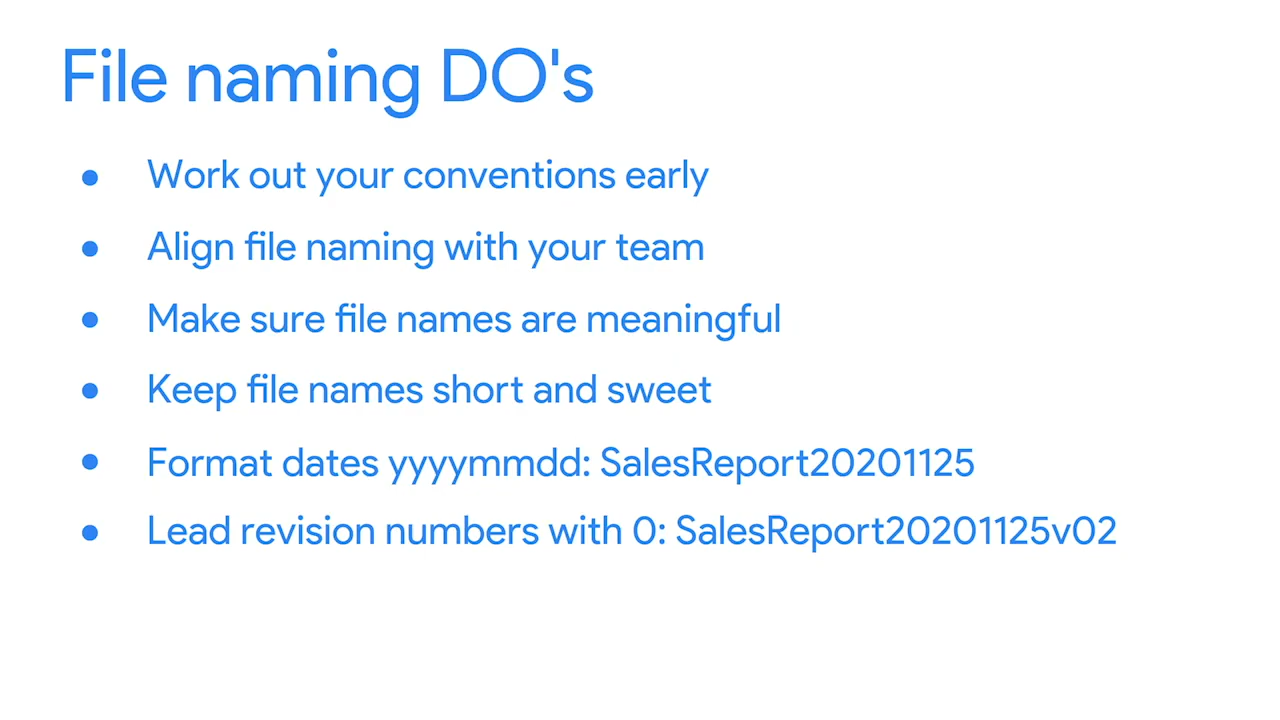 File naming DO's
● Work out your conventions early
● Align file naming with your team
● Make sure file names are meaningful
● Keep file names short and sweet
● Format dates yyyymmdd: SalesReport20201125
● Lead revision numbers with 0: SalesReport20201125v02